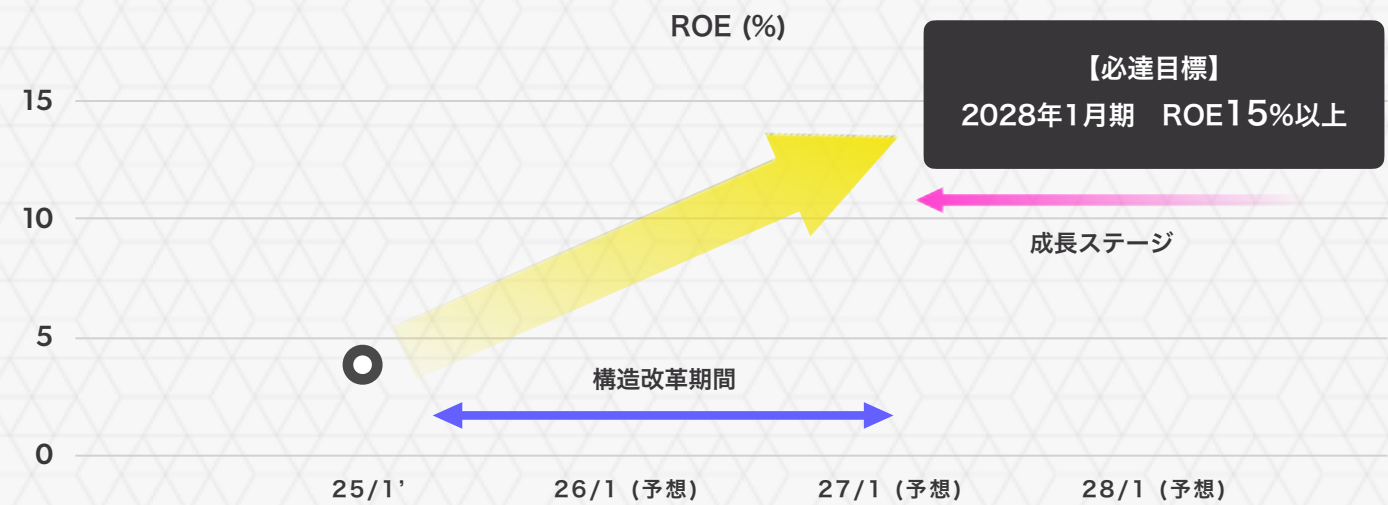 ROE (%)
【必達目標】
2028年1月期 ROE15%以上
15
10
5
0
成長ステージ
構造改革期間
25/1’
26/1 (予想)
27/1 (予想)
28/1 (予想)